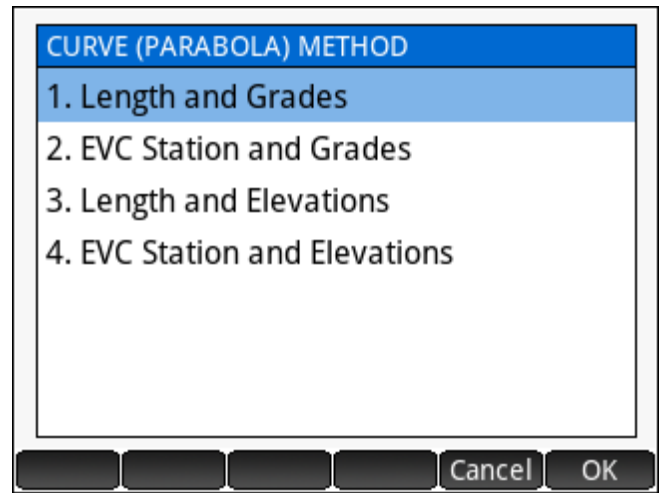 CURVE (PARABOLA) METHOD
1. Length and Grades
2. EVC Station and Grades
3. Length and Elevations
4. EVC Station and Elevations
Cancel OK